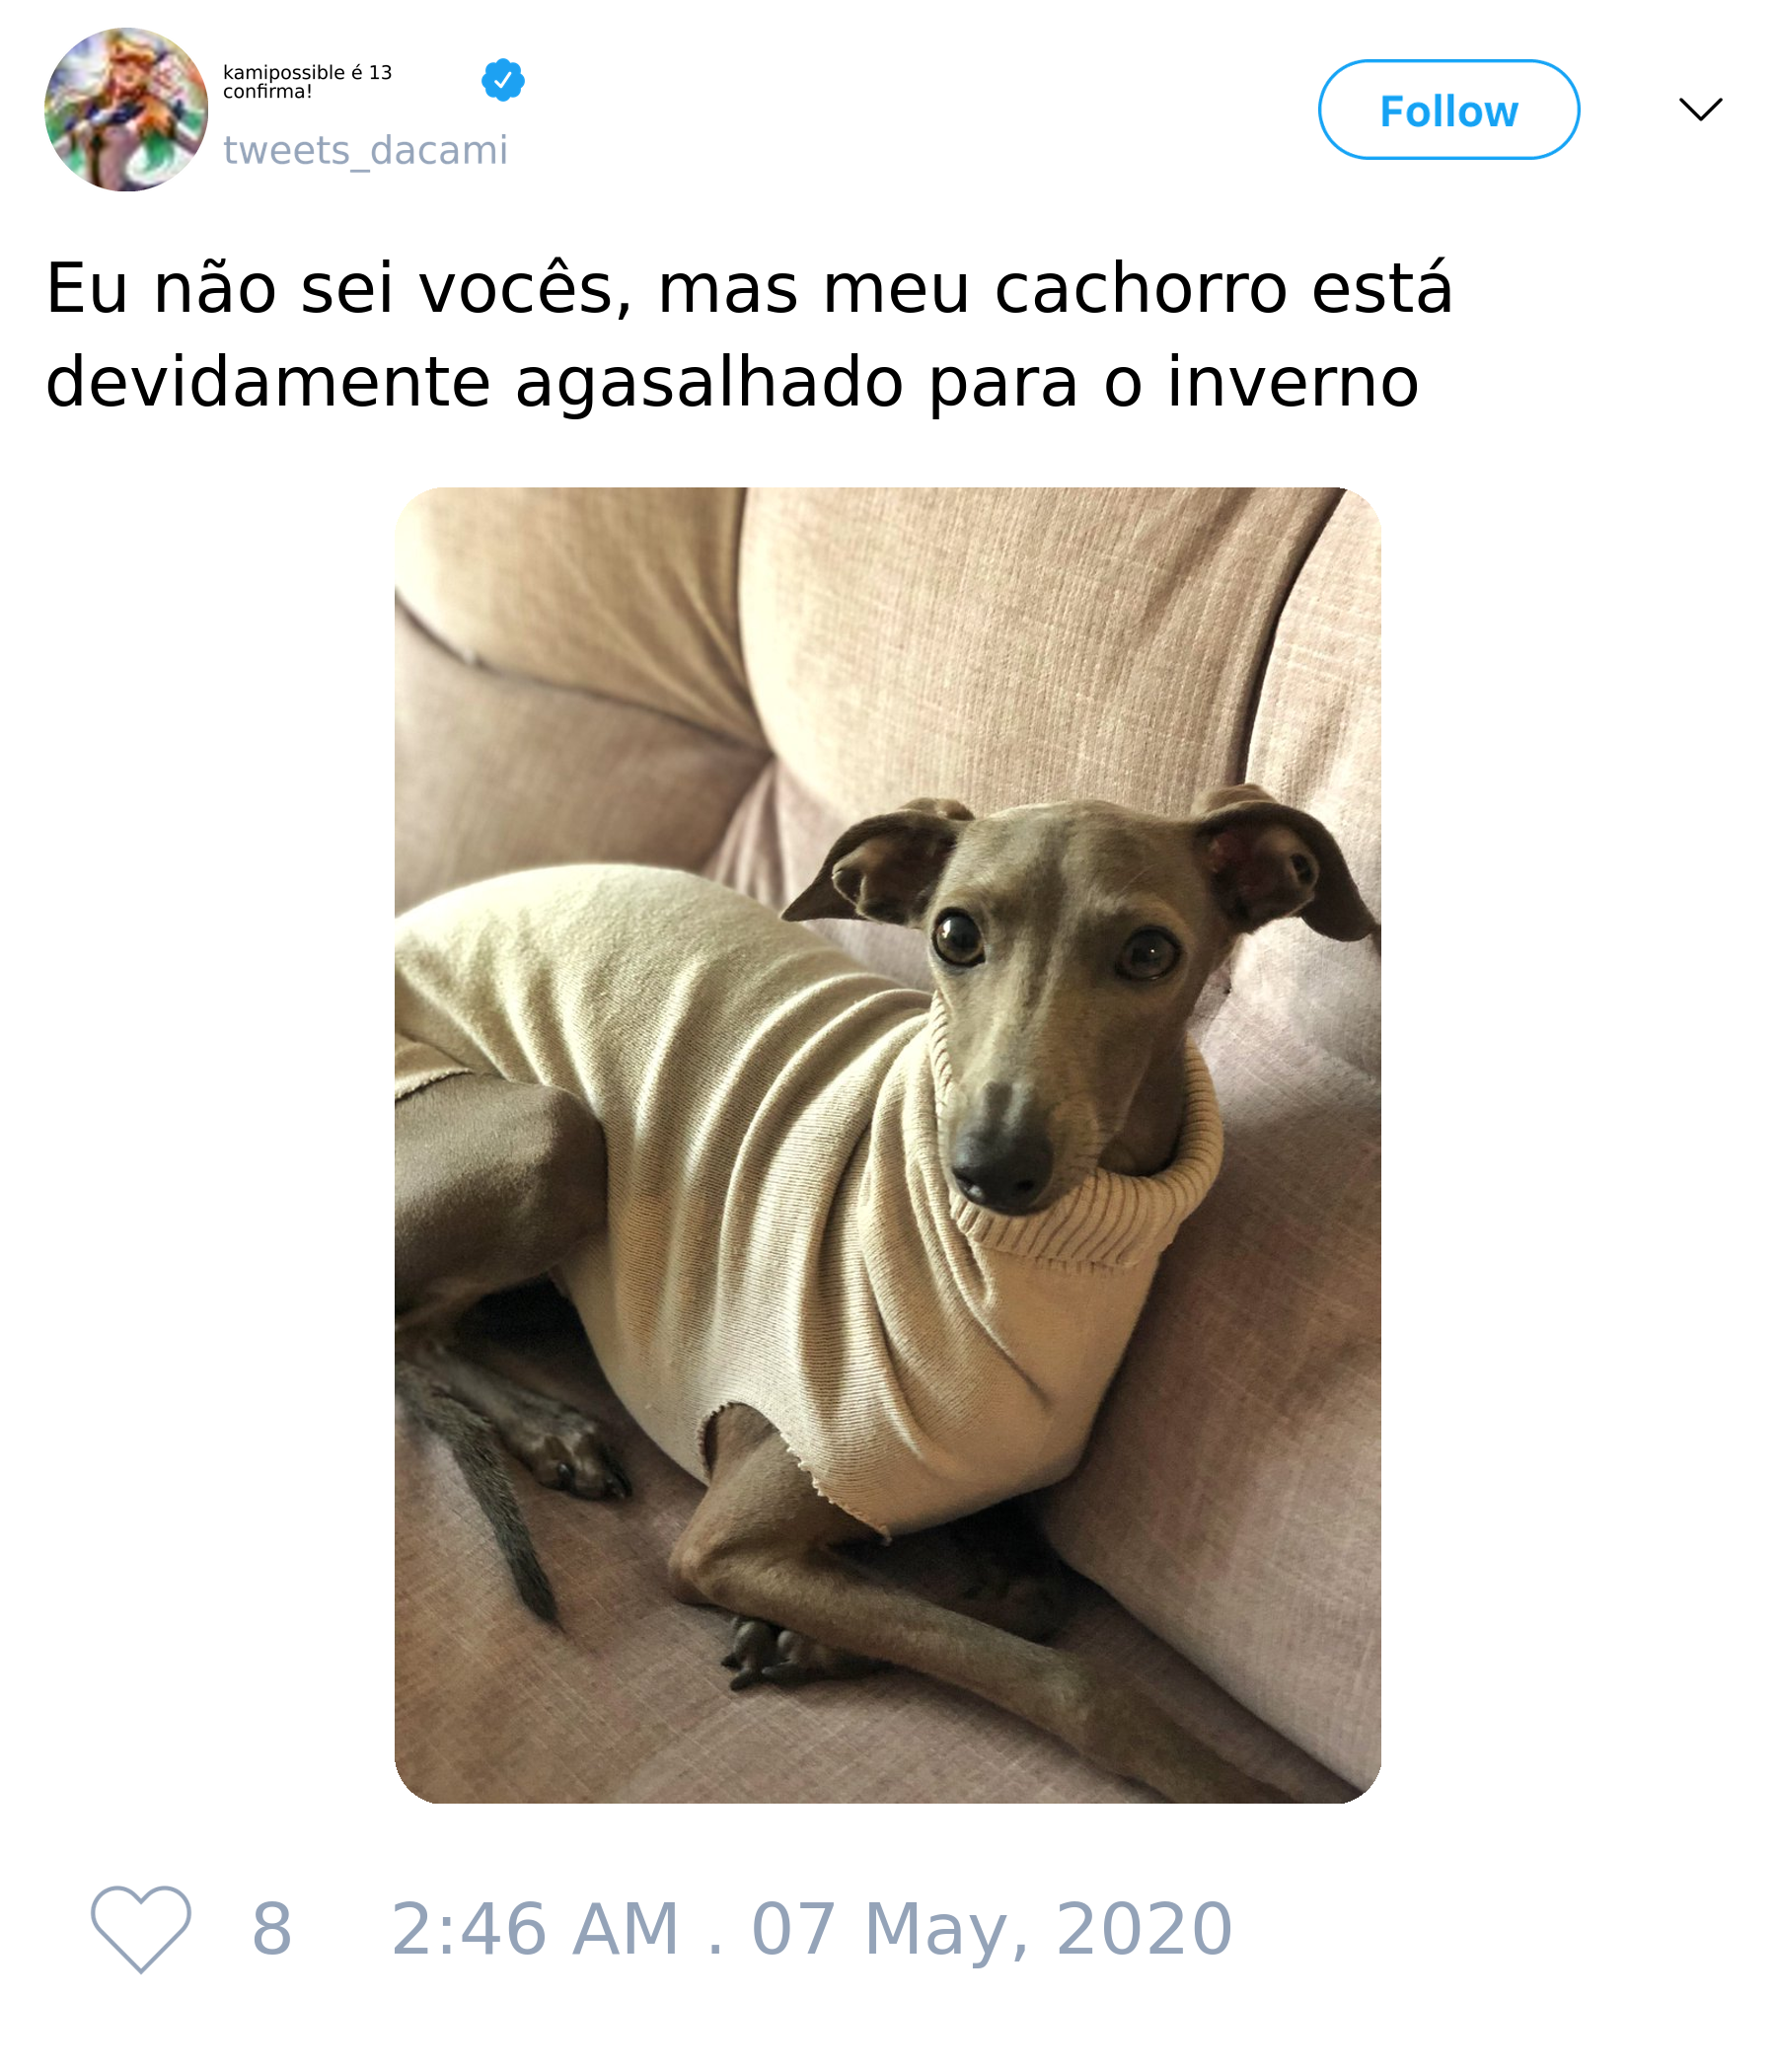 kamipossible é 13
confirma!
tweets_dacami
Follow
Eu não sei vocês, mas meu cachorro está
devidamente agasalhado para o inverno
8 2:46 AM . 07 May, 2020